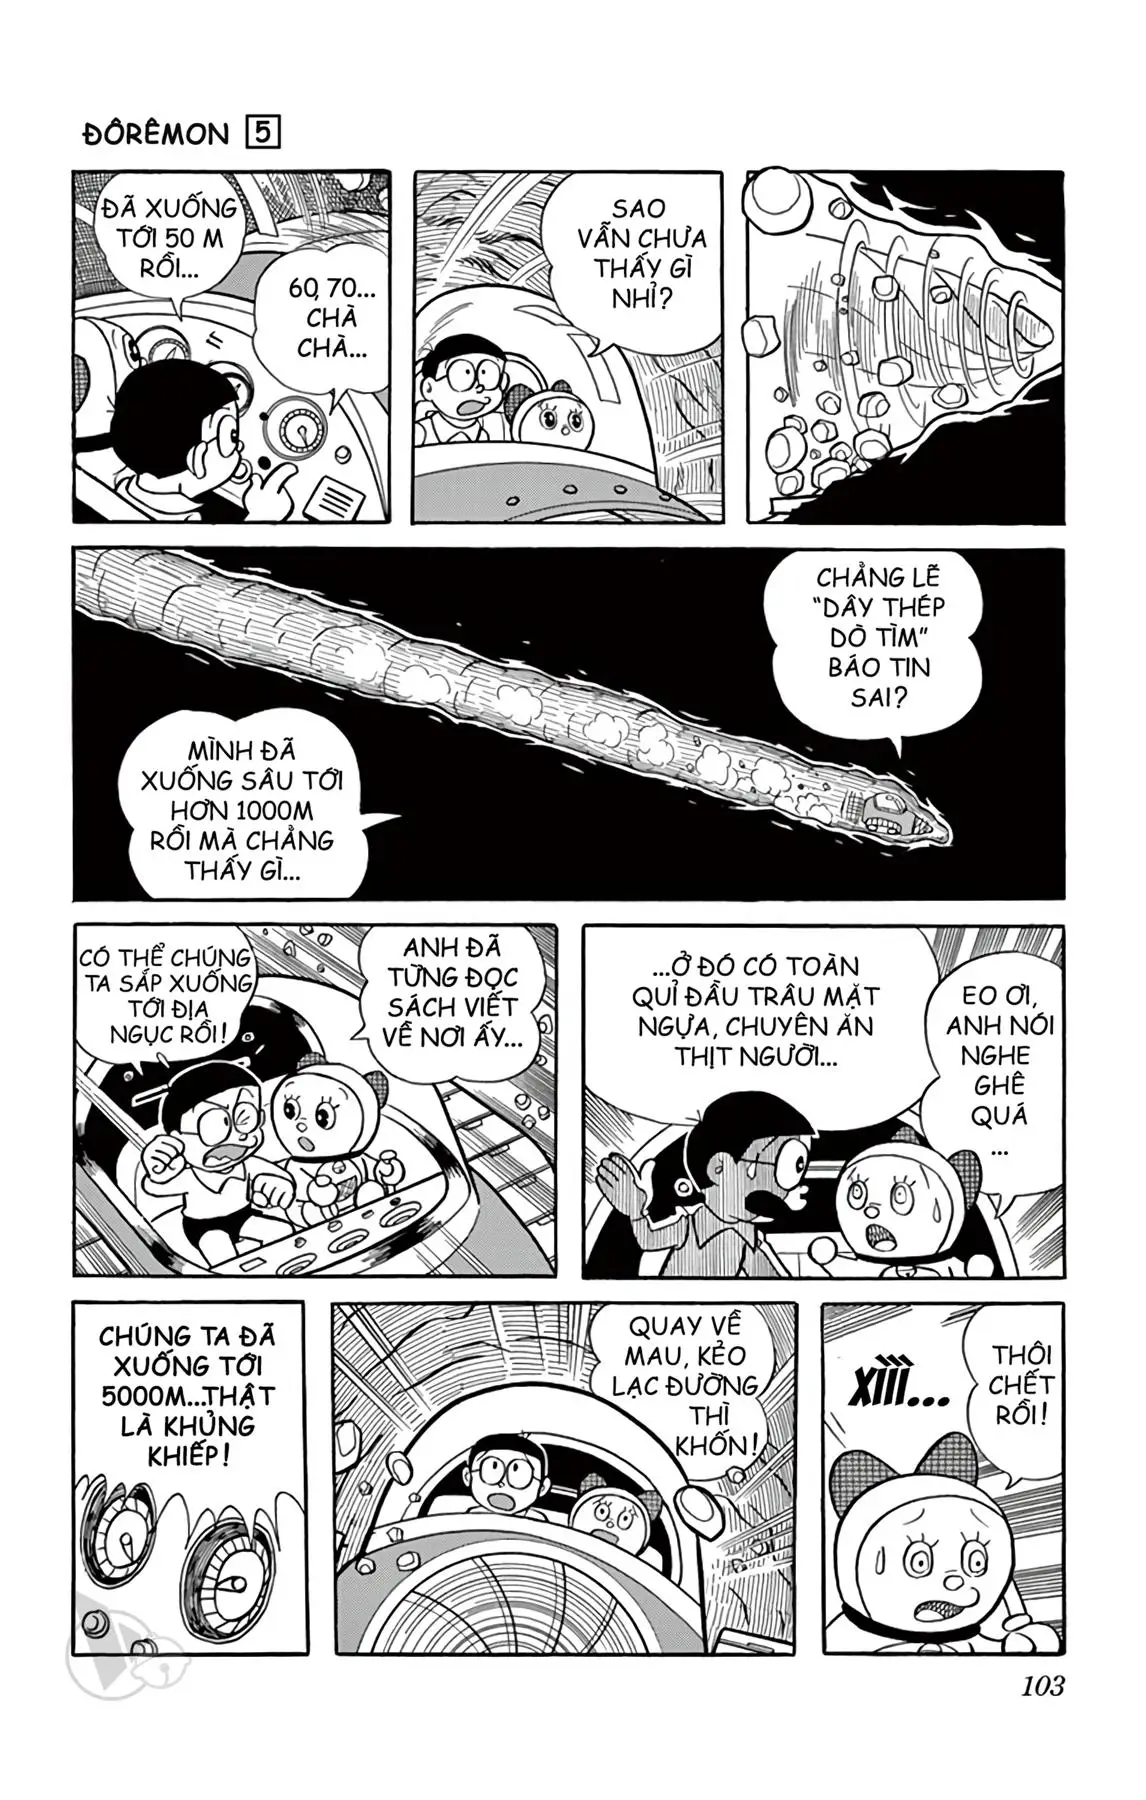 ĐÔRÊMON 5
ĐÃ XUỐNG
TỚI 50 M
RỒI...
60, 70...
CHÀ
CHÀ...
SAO
VẪN CHƯA
THẤY GÌ
NHỈ?
CHẲNG LẼ
"DÂY THÉP
DÒ TÌM"
BÁO TIN
SAI?
MÌNH ĐÃ
XUỐNG SÂU TỚI
HƠN 1000M
RỒI MÀ CHẲNG
THẤY GÌ...
CÓ THỂ CHÚNG
TA SẮP XUỐNG
TỚI ĐỊA
NGỤC RỒI!
ANH ĐÃ
TỪNG ĐỌC
SÁCH VIẾT
VỀ NƠI ẤY...
...Ở ĐÓ CÓ TOÀN
QUỈ ĐẦU TRÂU MẶT
NGỰA, CHUYÊN ĂN
THỊT NGƯỜI...
EO ƠI,
ANH NÓI
NGHE
GHÊ
QUÁ
...
CHÚNG TA ĐÃ
XUỐNG TỚI
5000M...THẬT
LÀ KHỦNG
KHIẾP!
QUAY VỀ
MAU, KẺO
LẠC ĐƯỜNG
THÌ
KHỐN!
XÌÌÌ...
THÔI
CHẾT
RỒI!
103